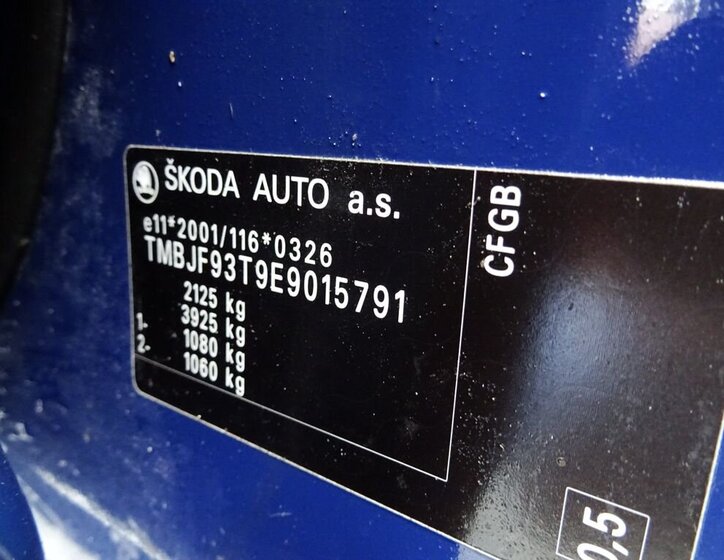 ŠKODA AUTO a.s.
e11*2001/116*0326
TMBJF93T9E9015791
2125 kg
3925 kg
1- 1080 kg
2- 1060 kg
CFGB
0,5